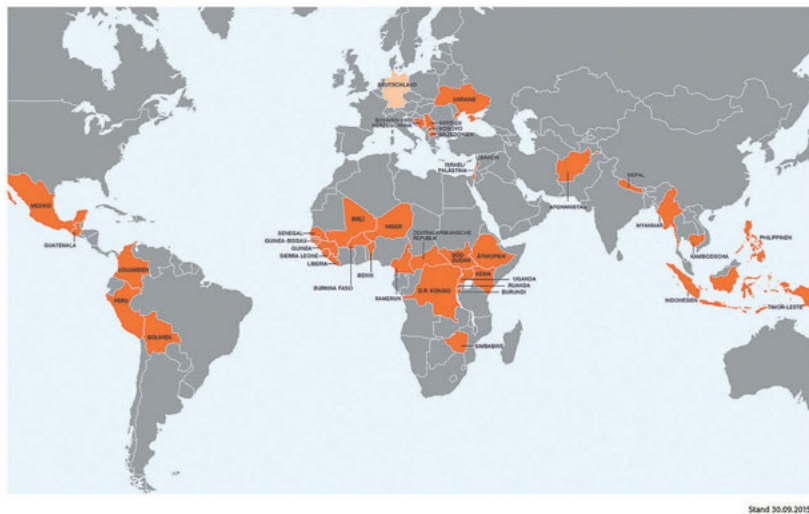 DEUTSCHLAND
UKRAINE
BOSNIEN UND
HERZEGOWINA
SERBIEN
KOSOVO
MAZEDONIEN
LIBANON
ISRAEL/
PALÄSTINA
AFGHANISTAN
NEPAL
MYANMAR
PHILIPPINEN
KAMBODSCHA
INDONESIEN
TIMOR-LESTE
MEXIKO
GUATEMALA
KOLUMBIEN
PERU
BOLIVIEN
MALI
NIGER
SENEGAL
GUINEA-BISSAU
GUINEA
SIERRA LEONE
LIBERIA
BURKINA FASO
BENIN
KAMERUN
ZENTRALAFRIKANISCHE
REPUBLIK
SÜD-
SUDAN
ÄTHIOPIEN
KENIA
D.R. KONGO
UGANDA
RUANDA
BURUNDI
SIMBABWE
Stand 30.09.2015